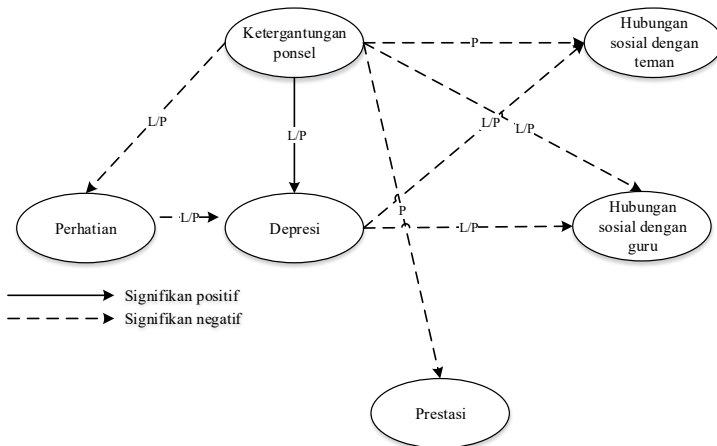 Ketergantungan
ponsel
Hubungan
sosial dengan
teman
P
L/P
L/P
L/P
L/P
Perhatian
L/P
Depresi
P
L/P
Hubungan
sosial dengan
guru
Signifikan positif
Signifikan negatif
Prestasi